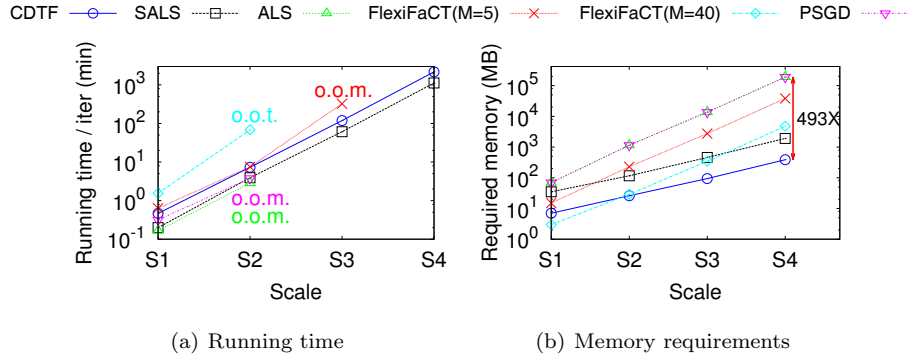 CDTF SALS ALS FlexiFaCT(M=5) FlexiFaCT(M=40) PSGD
Running time / iter (min)
10^3
10^2
10^1
10^0
10^-1
o.o.t.
o.o.m.
o.o.m.
o.o.m.
S1 S2 S3 S4
Scale
(a) Running time
Required memory (MB)
10^5
10^4
10^3
10^2
10^1
10^0
493X
S1 S2 S3 S4
Scale
(b) Memory requirements